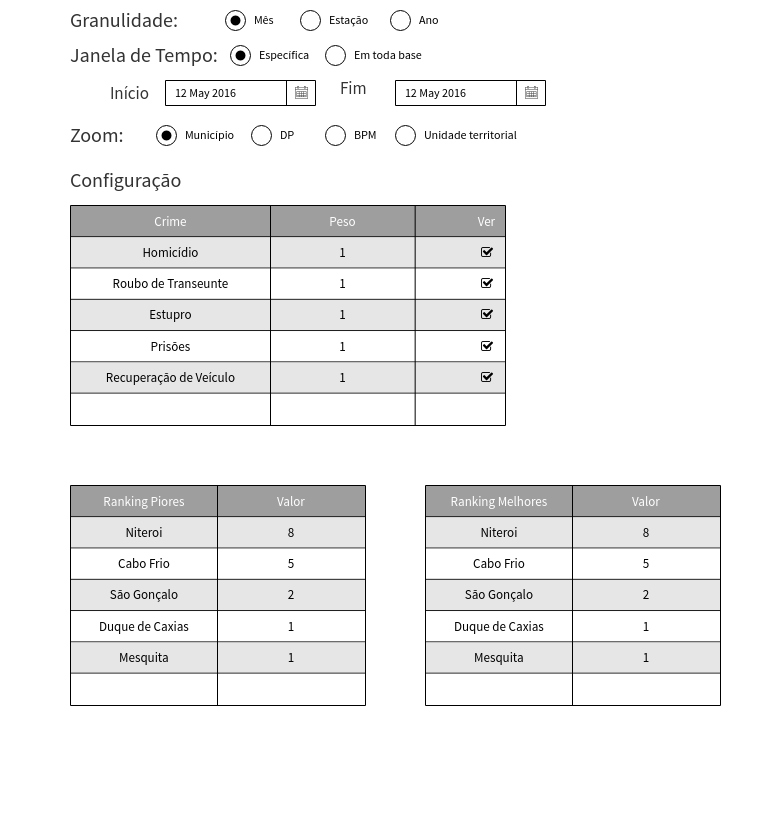 Granulidade: Mês Estação Ano
Janela de Tempo: Específica Em toda base
Início 12 May 2016 Fim 12 May 2016
Zoom: Município DP BPM Unidade territorial
Configuração
Crime Peso Ver
Homicídio 1
Roubo de Transeunte 1
Estupro 1
Prisões 1
Recuperação de Veículo 1
Ranking Piores Valor Ranking Melhores Valor
Niteroi 8 Niteroi 8
Cabo Frio 5 Cabo Frio 5
São Gonçalo 2 São Gonçalo 2
Duque de Caxias 1 Duque de Caxias 1
Mesquita 1 Mesquita 1